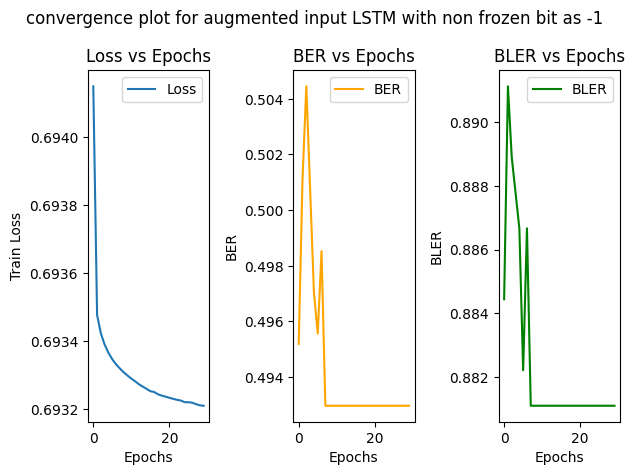 convergence plot for augmented input LSTM with non frozen bit as -1
Loss vs Epochs
Loss
0.6940
0.6938
0.6936
0.6934
0.6932
Train Loss
0
20
Epochs
BER vs Epochs
BER
0.504
0.502
0.500
0.498
0.496
0.494
BER
0
20
Epochs
BLER vs Epochs
BLER
0.890
0.888
0.886
0.884
0.882
BLER
0
20
Epochs